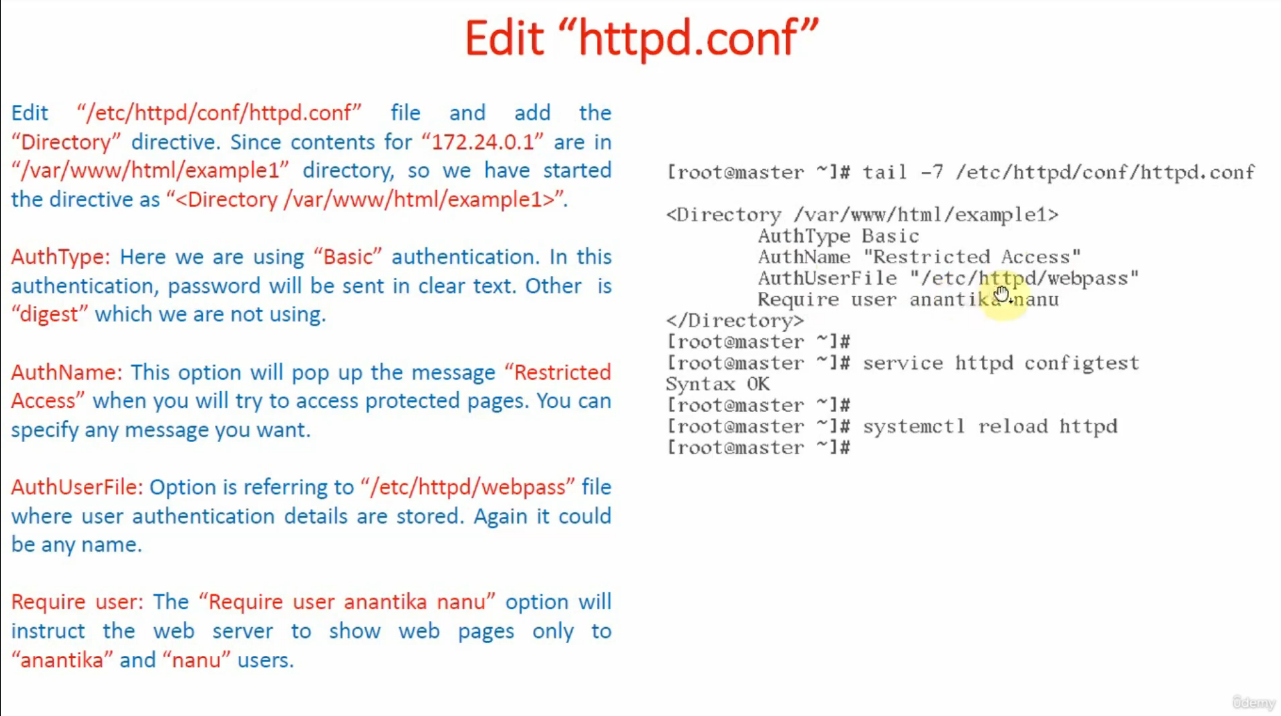 Edit “httpd.conf”
Edit “/etc/httpd/conf/httpd.conf” file and add the
“Directory” directive. Since contents for “172.24.0.1” are in
“/var/www/html/example1” directory, so we have started
the directive as “<Directory /var/www/html/example1>”.
AuthType: Here we are using “Basic” authentication. In this
authentication, password will be sent in clear text. Other is
“digest” which we are not using.
AuthName: This option will pop up the message “Restricted
Access” when you will try to access protected pages. You can
specify any message you want.
AuthUserFile: Option is referring to “/etc/httpd/webpass” file
where user authentication details are stored. Again it could
be any name.
Require user: The “Require user anantika nanu” option will
instruct the web server to show web pages only to
“anantika” and “nanu” users.
[root@master ~]# tail -7 /etc/httpd/conf/httpd.conf
<Directory /var/www/html/example1>
AuthType Basic
AuthName "Restricted Access"
AuthUserFile "/etc/httpd/webpass"
Require user anantika nanu
</Directory>
[root@master ~]#
[root@master ~]# service httpd configtest
Syntax OK
[root@master ~]#
[root@master ~]# systemctl reload httpd
[root@master ~]#
ûdemy